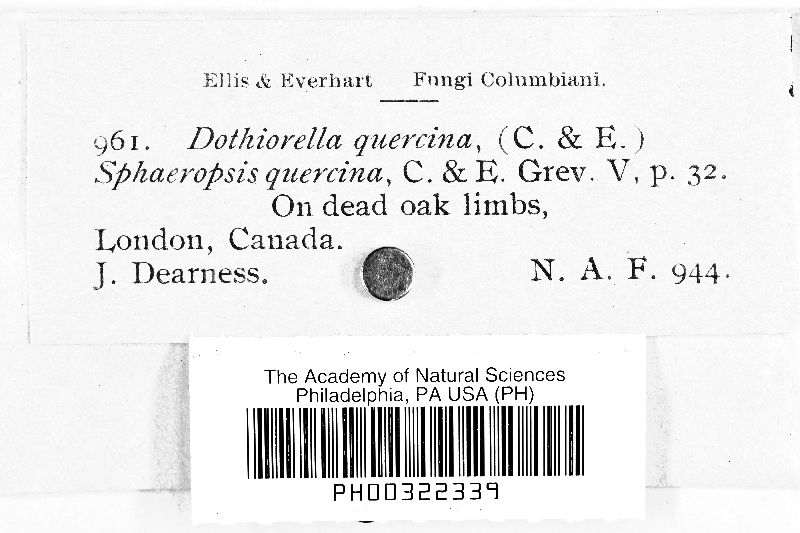 Ellis & Everhart Fungi Columbiani.
961. Dothiorella quercina, (C. & E.)
Sphaeropsis quercina, C. & E. Grev. V, p. 32.
On dead oak limbs,
London, Canada.
J. Dearness. N. A. F. 944.
The Academy of Natural Sciences
Philadelphia, PA USA (PH)
PH00322339